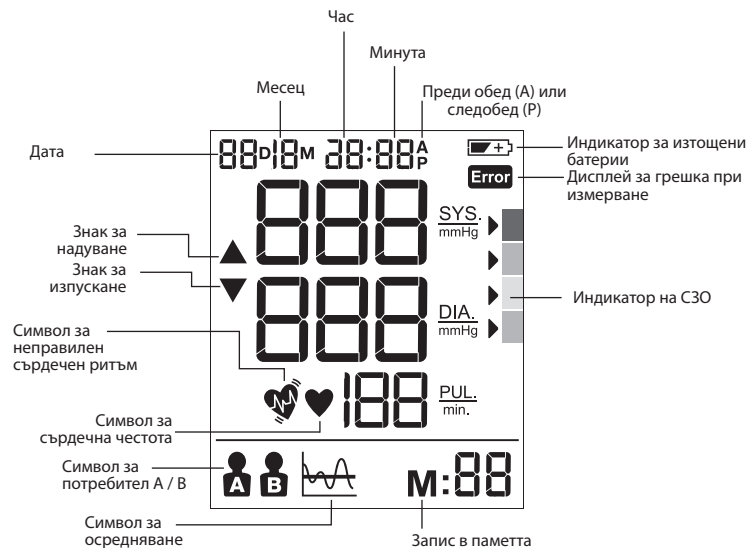 Час
Минута
Месец
Преди обед (A) или
следобед (P)
Дата
88D18M 28:88 A
P
Индикатор за изтощени
батерии
Error
Дисплей за грешка при
измерване
888
SYS.
mmHg
Знак за
надуване
Знак за
изпускане
888
DIA.
mmHg
Индикатор на СЗО
Символ за
неправилен
сърдечен ритъм
188
PUL.
min.
Символ за
сърдечна честота
Символ за
потребител A / B
A B
M:88
Символ за
осредняване
Запис в паметта